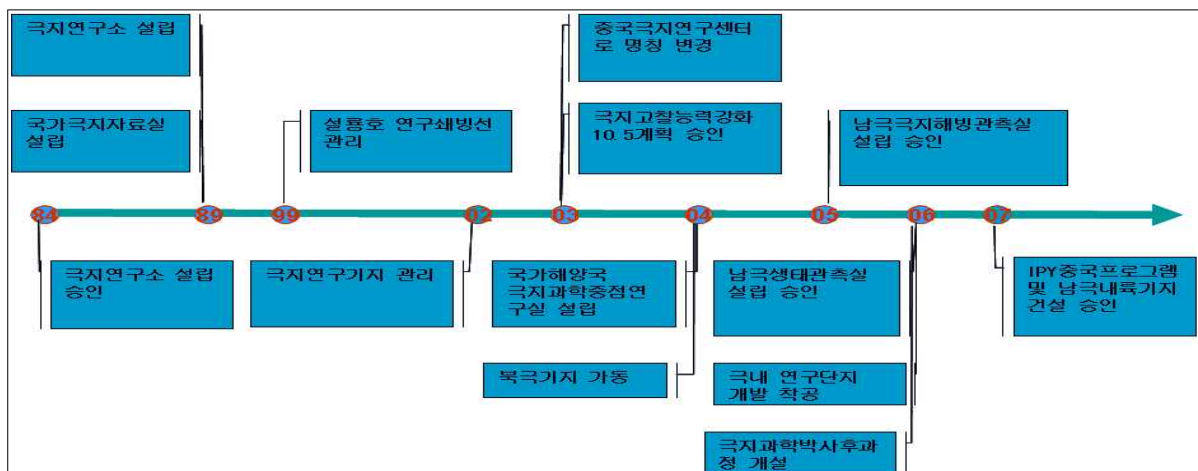 극지연구소 설립
중국극지연구센터
로 명칭 변경
국가극지자료실
설립
설룡호 연구쇄빙선
관리
극지고찰능력강화
10.5계획 승인
남극극지해빙관측실
설립 승인
84
89
99
02
03
04
05
06
07
극지연구소 설립
승인
극지연구기지 관리
국가해양국
극지과학중점연
구실 설립
남극생태관측실
설립 승인
IPY중국프로그램
및 남극내륙기지
건설 승인
북극기지 가동
극내 연구단지
개발 착공
극지과학박사후과
정 개설